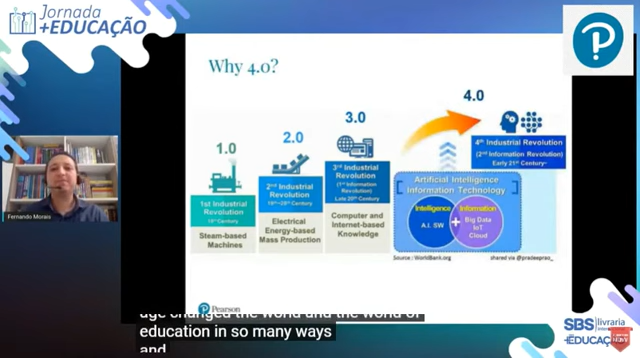 Jornada
+EDUCAÇÃO
Why 4.0?
1.0
2.0
3.0
4.0
1st Industrial
Revolution
2nd Industrial
Revolution
19th~20th Century
3rd Industrial
Revolution
(1st Information
Revolution)
Late 20th Century
4th Industrial Revolution
(2nd Information Revolution)
Early 21st Century~
Steam-based
Machines
Electrical
Energy-based
Mass Production
Computer and
Internet-based
Knowledge
Artificial Intelligence
Information Technology
Intelligence
A.I. SW
+
Information
Big Data
IoT
Cloud
Source / WorldBank.org
shared via @pradeeprao_
Fernando Morais
Pearson
age changed the world and the world of
education in so many ways
and
SBS livraria
+EDUCA